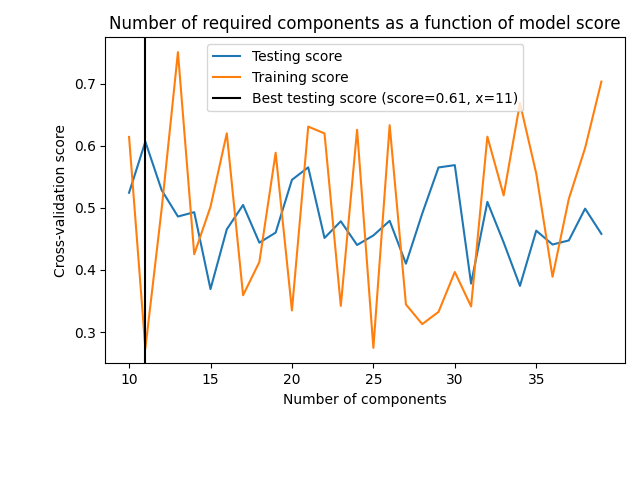 Number of required components as a function of model score
Testing score
Training score
Best testing score (score=0.61, x=11)
Cross-validation score
0.7
0.6
0.5
0.4
0.3
10 15 20 25 30 35
Number of components